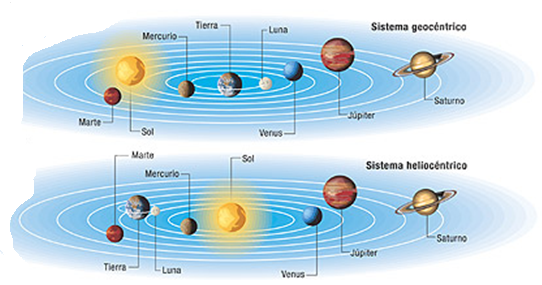 Sistema geocéntrico
Tierra
Luna
Mercurio
Marte
Sol
Venus
Júpiter
Saturno
Sistema heliocéntrico
Marte
Sol
Mercurio
Tierra
Luna
Venus
Júpiter
Saturno